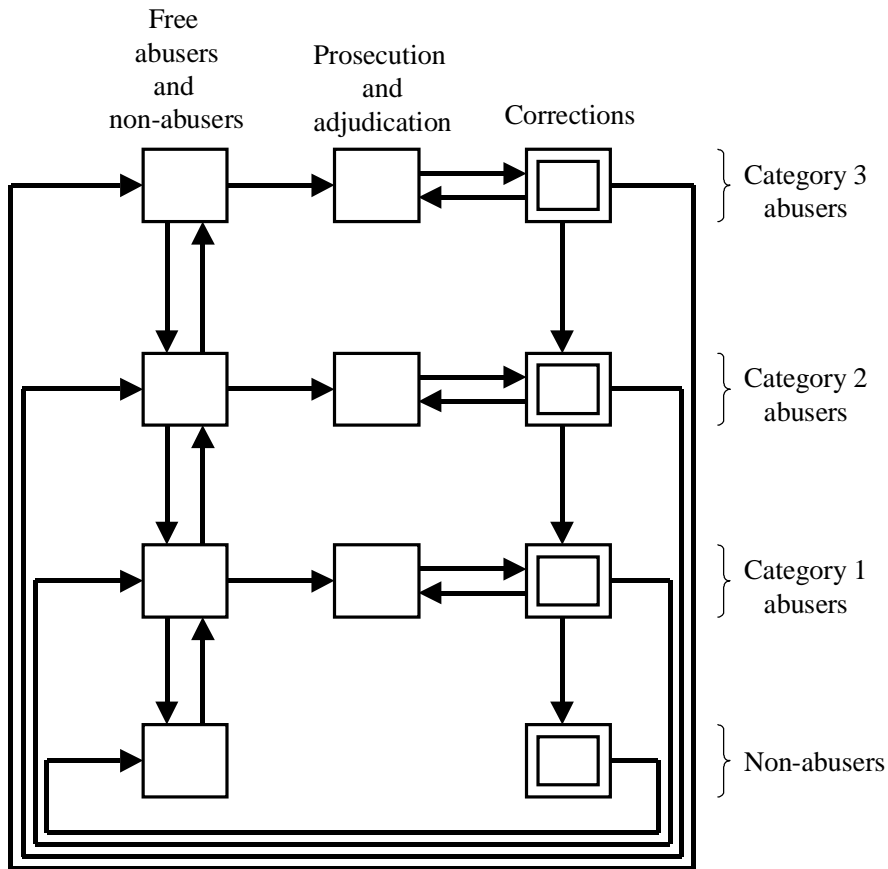 Free
abusers
and
non-abusers
Prosecution
and
adjudication
Corrections
Category 3
abusers
Category 2
abusers
Category 1
abusers
Non-abusers